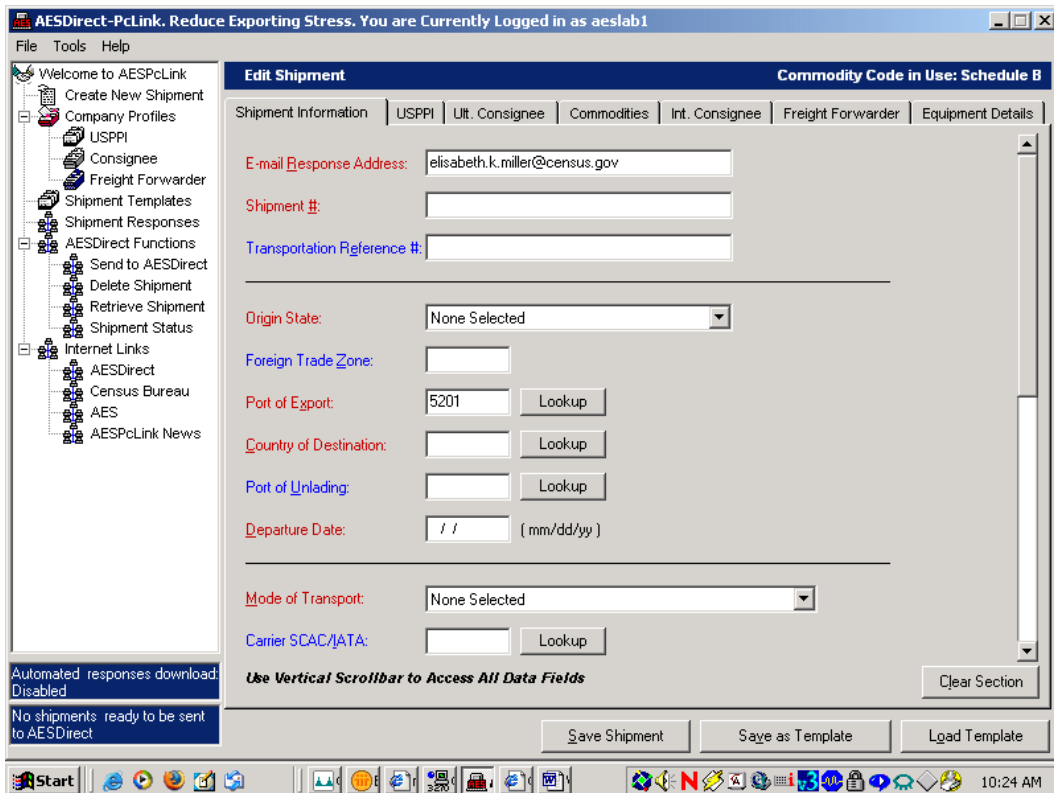 AESDirect-PcLink. Reduce Exporting Stress. You are Currently Logged in as aeslab1
File Tools Help
Welcome to AESPcLink
Create New Shipment
Company Profiles
USPPI
Consignee
Freight Forwarder
Shipment Templates
Shipment Responses
AESDirect Functions
Send to AESDirect
Delete Shipment
Retrieve Shipment
Shipment Status
Internet Links
AESDirect
Census Bureau
AES
AESPcLink News
Automated responses download: Disabled
No shipments ready to be sent to AESDirect
Edit Shipment Commodity Code in Use: Schedule B
Shipment Information USPPI Ult. Consignee Commodities Int. Consignee Freight Forwarder Equipment Details
E-mail Response Address: elisabeth.k.miller@census.gov
Shipment #:
Transportation Reference #:
Origin State: None Selected
Foreign Trade Zone:
Port of Export: 5201 Lookup
Country of Destination: Lookup
Port of Unlading: Lookup
Departure Date: / / ( mm/dd/yy )
Mode of Transport: None Selected
Carrier SCAC/IATA: Lookup
Use Vertical Scrollbar to Access All Data Fields Clear Section
Save Shipment Save as Template Load Template
Start 10:24 AM